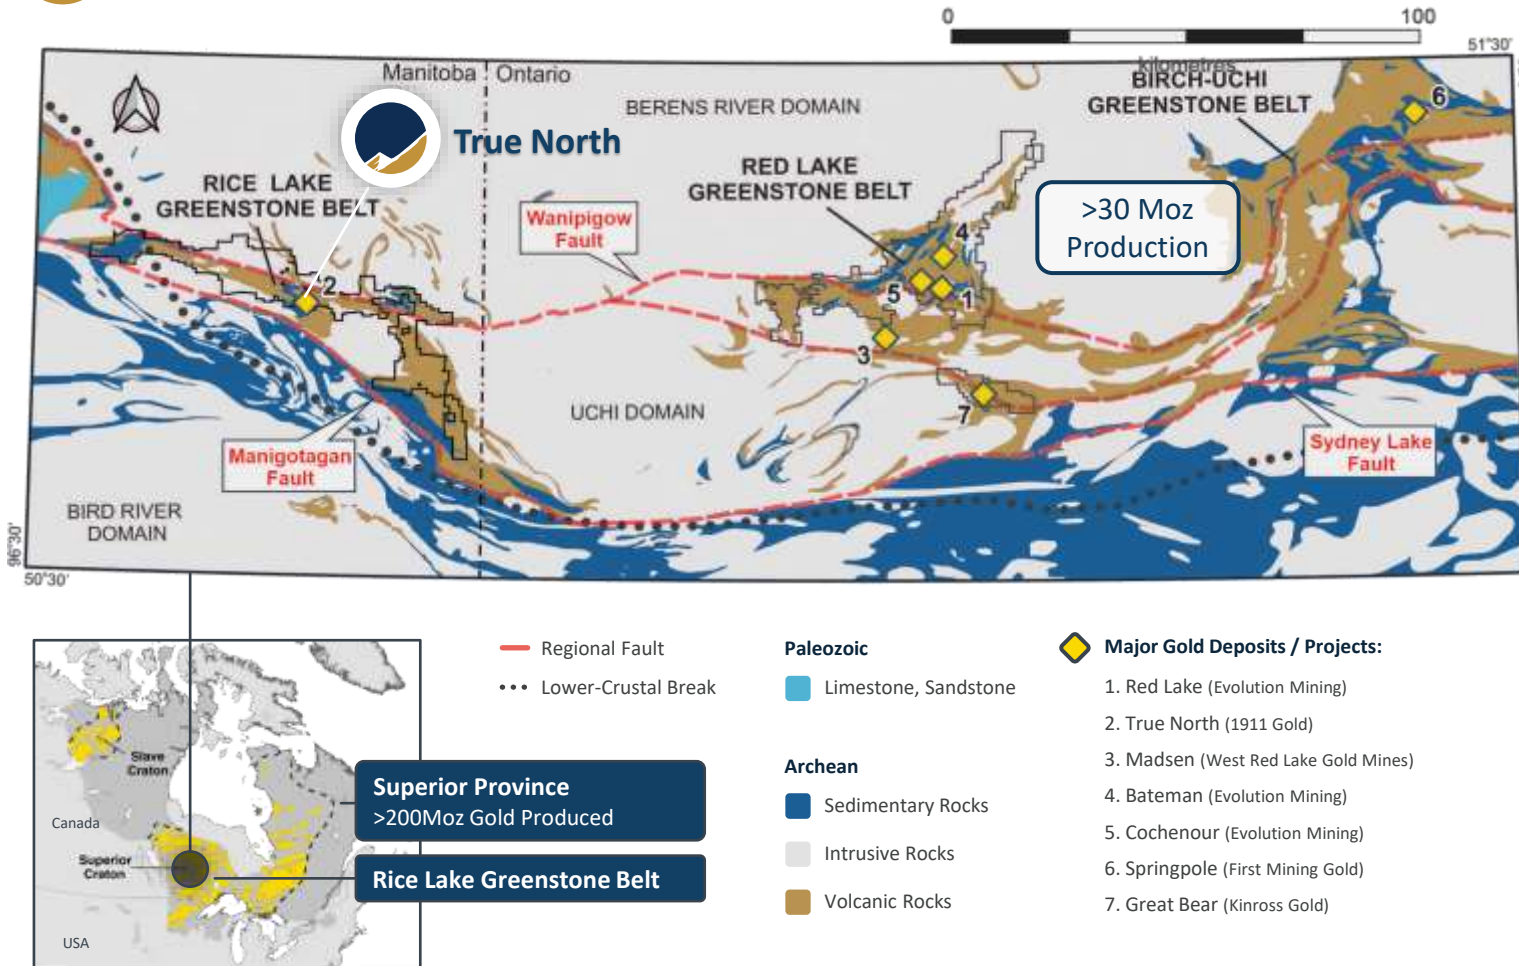 0
100
kilometres
51°30'
Manitoba
Ontario
BERENS RIVER DOMAIN
BIRCH-UCHI
GREENSTONE BELT
6
True North
RICE LAKE
GREENSTONE BELT
RED LAKE
GREENSTONE BELT
>30 Moz
Production
Wanipigow
Fault
4
2
5
1
3
7
UCHI DOMAIN
Manigotagan
Fault
Sydney Lake
Fault
BIRD RIVER
DOMAIN
96°30'
50°30'
Regional Fault
Lower-Crustal Break
Paleozoic
Limestone, Sandstone
Archean
Sedimentary Rocks
Intrusive Rocks
Volcanic Rocks
Major Gold Deposits / Projects:
1. Red Lake (Evolution Mining)
2. True North (1911 Gold)
3. Madsen (West Red Lake Gold Mines)
4. Bateman (Evolution Mining)
5. Cochenour (Evolution Mining)
6. Springpole (First Mining Gold)
7. Great Bear (Kinross Gold)
Slave
Craton
Canada
Superior
Craton
USA
Superior Province
>200Moz Gold Produced
Rice Lake Greenstone Belt